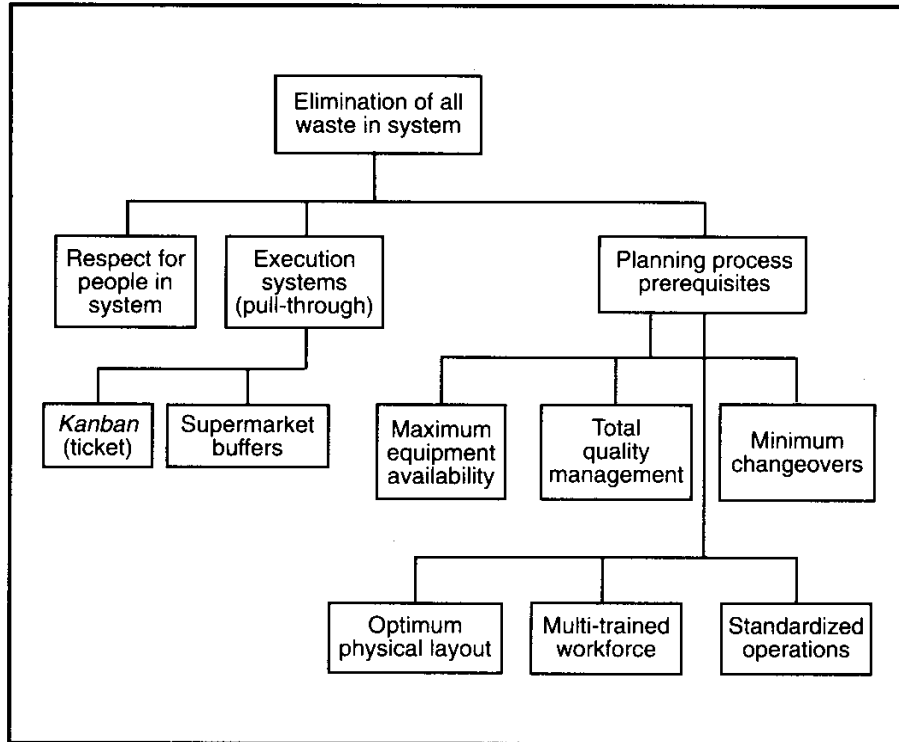 Elimination of all
waste in system
Respect for
people in
system
Execution
systems
(pull-through)
Planning process
prerequisites
Kanban
(ticket)
Supermarket
buffers
Maximum
equipment
availability
Total
quality
management
Minimum
changeovers
Optimum
physical layout
Multi-trained
workforce
Standardized
operations